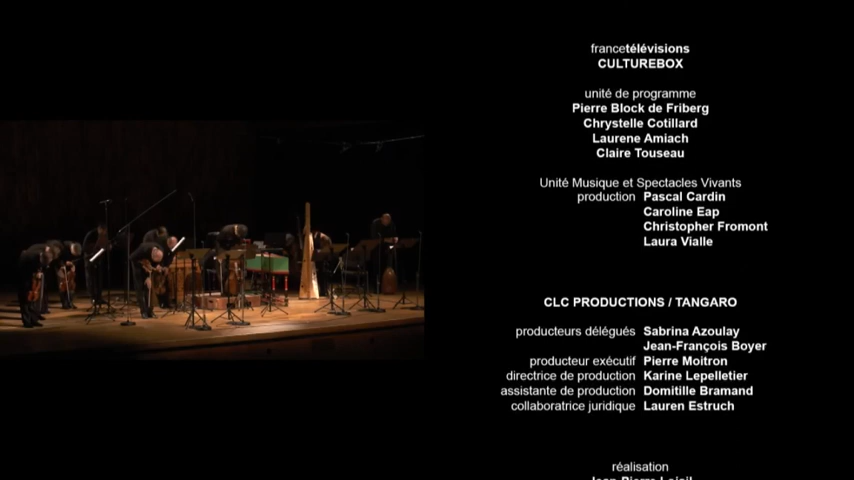 francetélévisions
CULTUREBOX
unité de programme
Pierre Block de Friberg
Chrystelle Cotillard
Laurene Amiach
Claire Touseau
Unité Musique et Spectacles Vivants
production Pascal Cardin
Caroline Eap
Christopher Fromont
Laura Vialle
CLC PRODUCTIONS / TANGARO
producteurs délégués Sabrina Azoulay
Jean-François Boyer
producteur exécutif Pierre Moitron
directrice de production Karine Lepelletier
assistante de production Domitille Bramand
collaboratrice juridique Lauren Estruch
réalisation